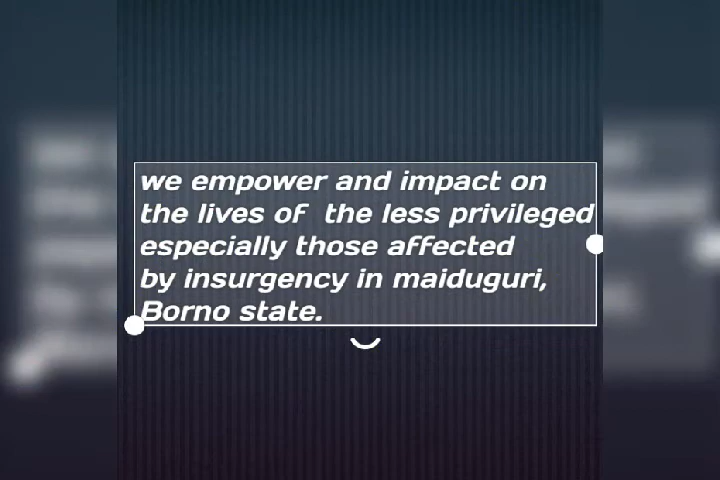 we empower and impact on
the lives of  the less privileged
especially those affected
by insurgency in maiduguri,
Borno state.